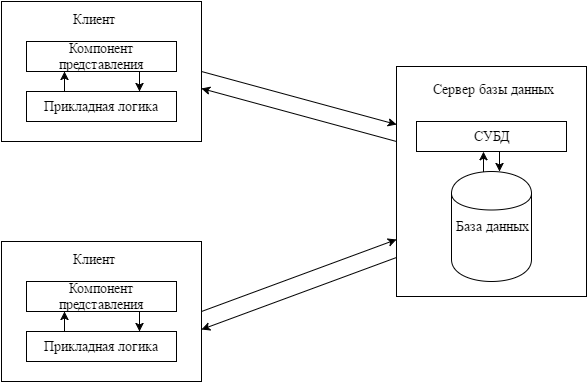 Клиент
Компонент
представления
Прикладная логика
Сервер базы данных
СУБД
База данных
Клиент
Компонент
представления
Прикладная логика